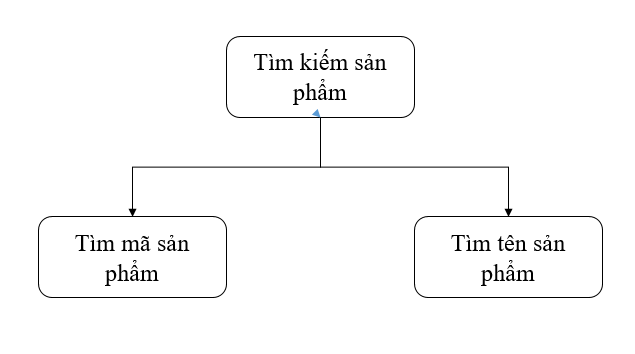 Tìm kiếm sản
phẩm
Tìm mã sản
phẩm
Tìm tên sản
phẩm